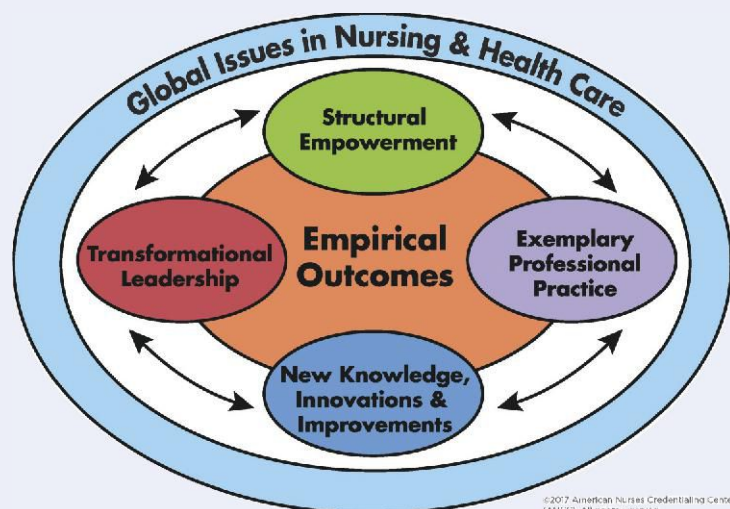 Global Issues in Nursing & Health Care
Structural
Empowerment
Transformational
Leadership
Empirical
Outcomes
Exemplary
Professional
Practice
New Knowledge,
Innovations &
Improvements
©2017 American Nurses Credentialing